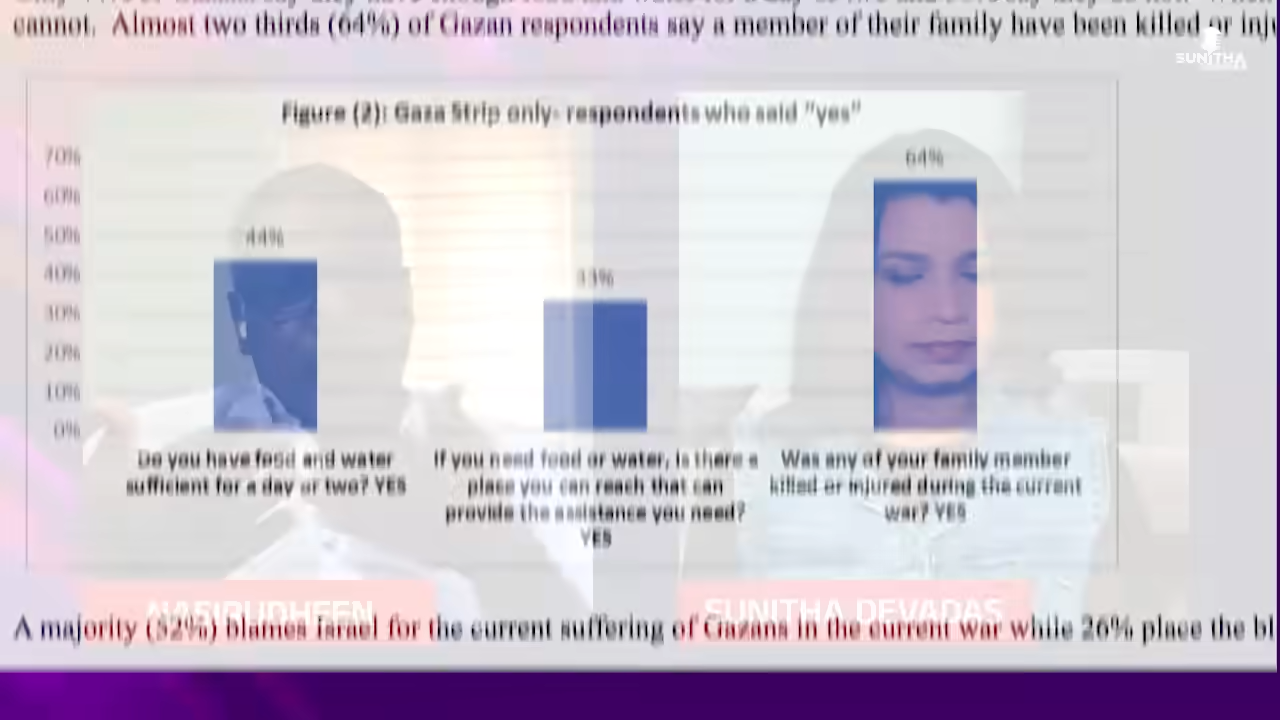 cannot. Almost two thirds (64%) of Gazan respondents say a member of their family have been killed or inju
SUNITHA
Figure (2): Gaza Strip only- respondents who said "yes"
70%
60%
50%
40%
30%
20%
10%
0%
44%
33%
64%
Do you have food and water
sufficient for a day or two? YES
If you need food or water, is there a
place you can reach that can
provide the assistance you need?
YES
Was any of your family member
killed or injured during the current
war? YES
NASIRUDHEEN
SUNITHA DEVADAS
A majority (52%) blames Israel for the current suffering of Gazans in the current war while 26% place the bl